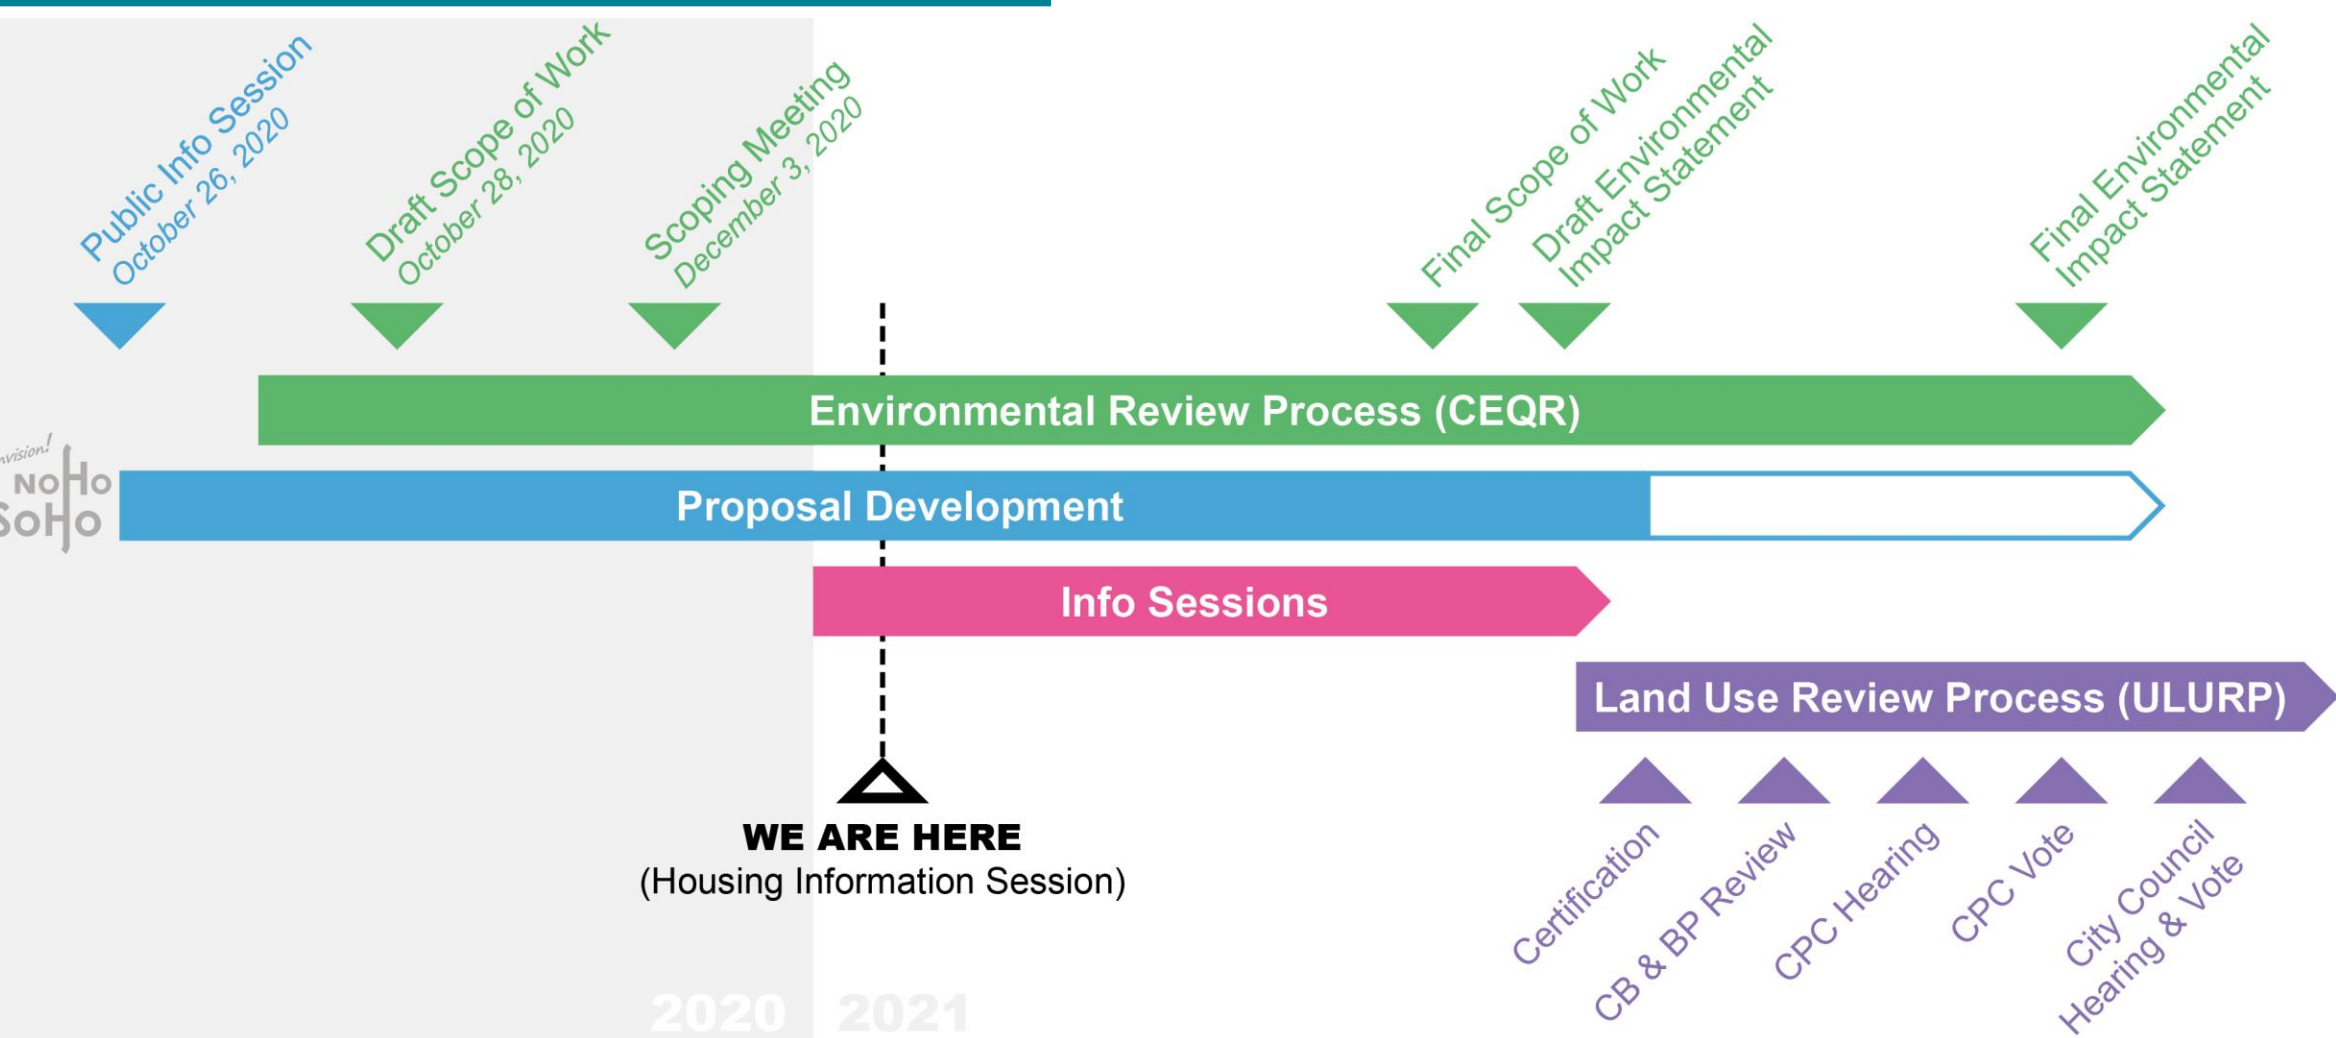 Public Info Session
October 26, 2020
Draft Scope of Work
October 28, 2020
Scoping Meeting
December 3, 2020
Final Scope of Work
Draft Environmental
Impact Statement
Final Environmental
Impact Statement
Environmental Review Process (CEQR)
NoHo
SoHo
Proposal Development
Info Sessions
Land Use Review Process (ULURP)
WE ARE HERE
(Housing Information Session)
Certification
CB & BP Review
CPC Hearing
CPC Vote
City Council
Hearing & Vote
2020
2021